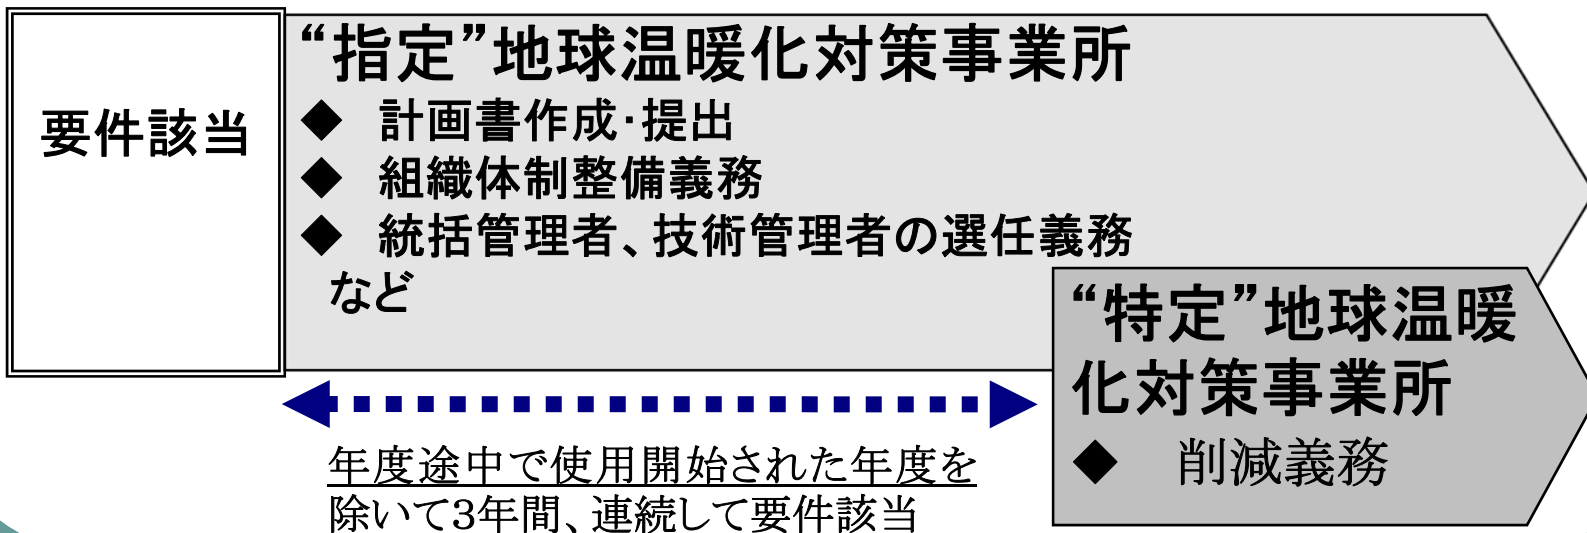 要件該当
“指定”地球温暖化対策事業所
◆ 計画書作成・提出
◆ 組織体制整備義務
◆ 統括管理者、技術管理者の選任義務
など
“特定”地球温暖
化対策事業所
◆ 削減義務
年度途中で使用開始された年度を
除いて3年間、連続して要件該当